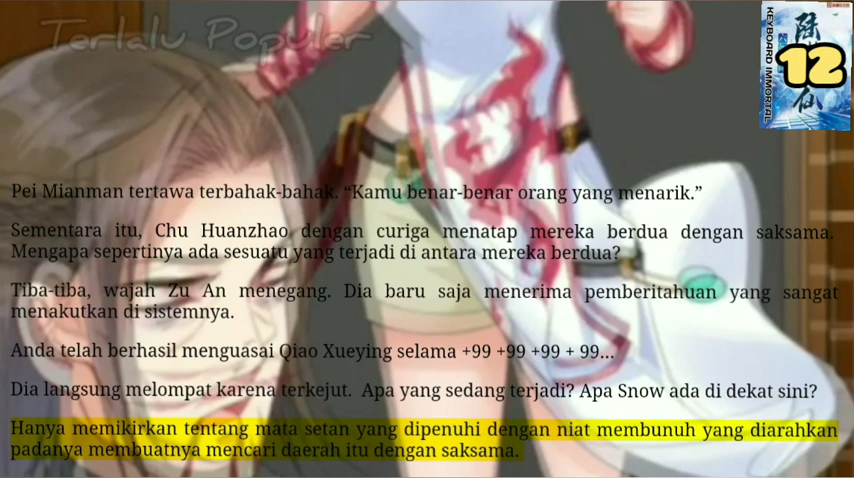 Terlalu Populer
KEYBOARD IMMORTAL
12
Pei Mianman tertawa terbahak-bahak. “Kamu benar-benar orang yang menarik.”
Sementara itu, Chu Huanzhao dengan curiga menatap mereka berdua dengan saksama.
Mengapa sepertinya ada sesuatu yang terjadi di antara mereka berdua?
Tiba-tiba, wajah Zu An menegang. Dia baru saja menerima pemberitahuan yang sangat
menakutkan di sistemnya.
Anda telah berhasil menguasai Qiao Xueying selama +99 +99 +99 + 99...
Dia langsung melompat karena terkejut. Apa yang sedang terjadi? Apa Snow ada di dekat sini?
Hanya memikirkan tentang mata setan yang dipenuhi dengan niat membunuh yang diarahkan
padanya membuatnya mencari daerah itu dengan saksama.